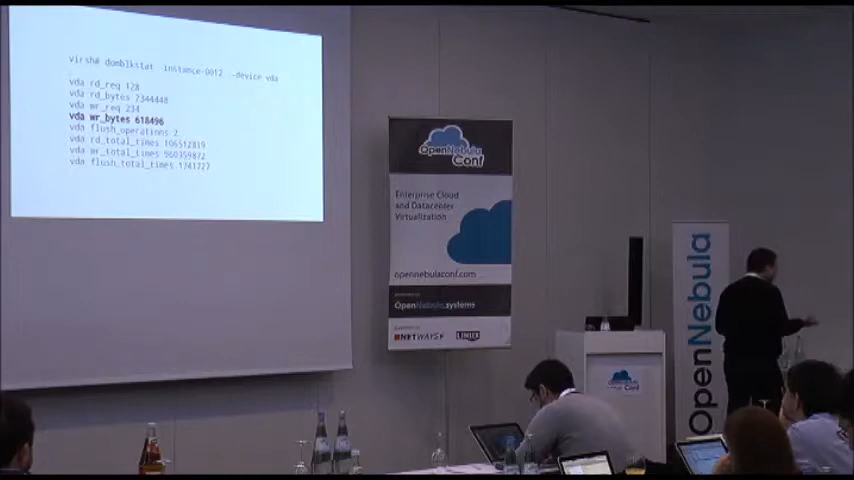 virsh# domblkstat -instance-0012 -device vda
vda rd_req 128
vda rd_bytes 7344448
vda wr_req 234
vda wr_bytes 618496
vda flush_operations 2
vda rd_total_times 106512819
vda wr_total_times 960359872
vda flush_total_times 1741727
OpenNebula
Conf
Enterprise Cloud
and Datacenter
Virtualization
opennebulaconf.com
OpenNebula.systems
NETWAYS
LINUX
OpenNebula
Conf